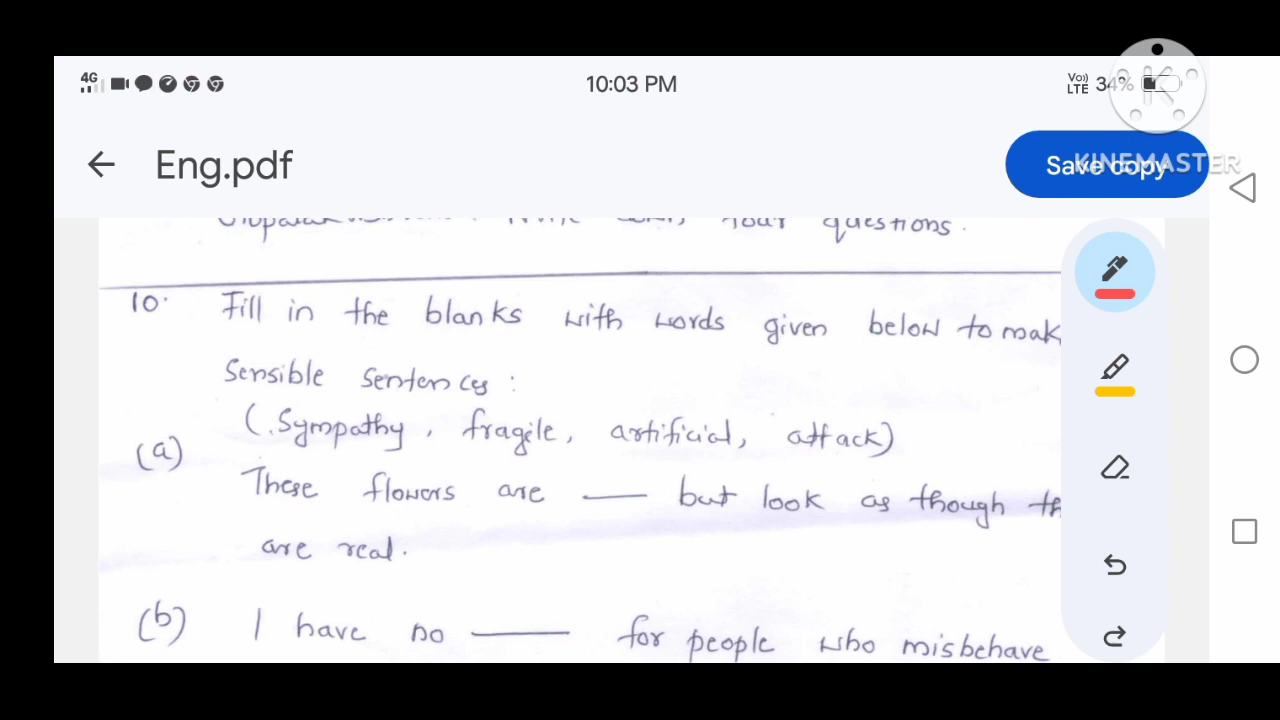 4G 10:03 PM Vo) LTE 34%
Eng.pdf Save copy KINEMASTER
questions.
10. Fill in the blanks with words given below to mak
Sensible Sentences :
(Sympathy, fragile, artificial, attack)
(a)
These flowers are —— but look as though th
are real.
(b) I have no —— for people who misbehave